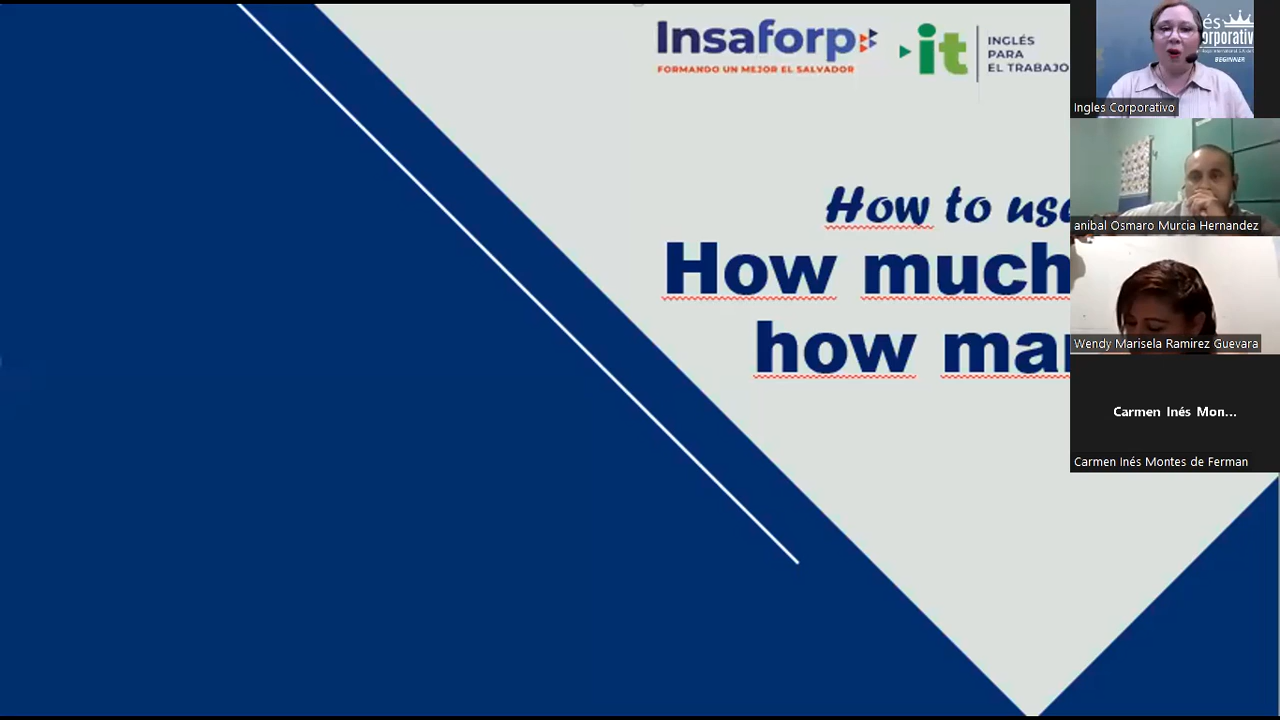 Insaforp
FORMANDO UN MEJOR EL SALVADOR
it
INGLÉS
PARA
EL TRABAJO
How to use
How much
how
BEGINNER
Ingles Corporativo
anibal Osmaro Murcia Hernandez
Wendy Marisela Ramirez Guevara
Carmen Inés Mon...
Carmen Inés Montes de Ferman